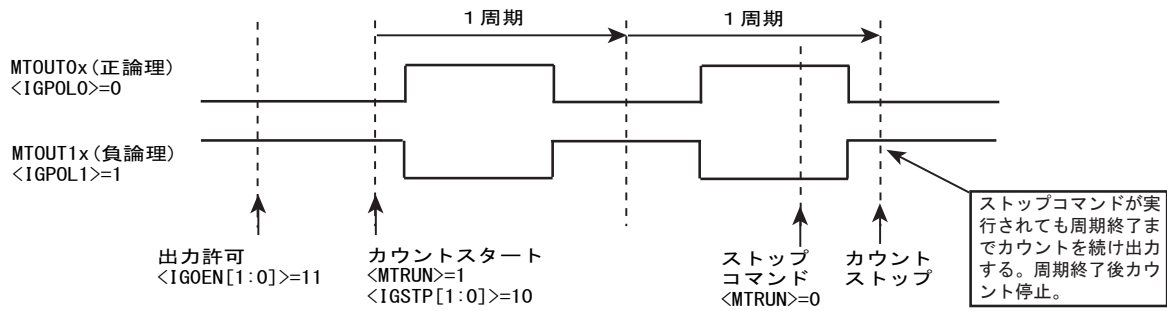 1周期
1周期
MTOUT0x(正論理)
<IGPOL0>=0
MTOUT1x(負論理)
<IGPOL1>=1
出力許可
<IGOEN[1:0]>=11
カウントスタート
<MTRUN>=1
<IGSTP[1:0]>=10
ストップ
コマンド
<MTRUN>=0
カウント
ストップ
ストップコマンドが実
行されても周期終了ま
でカウントを続け出力
する。周期終了後カウ
ント停止。